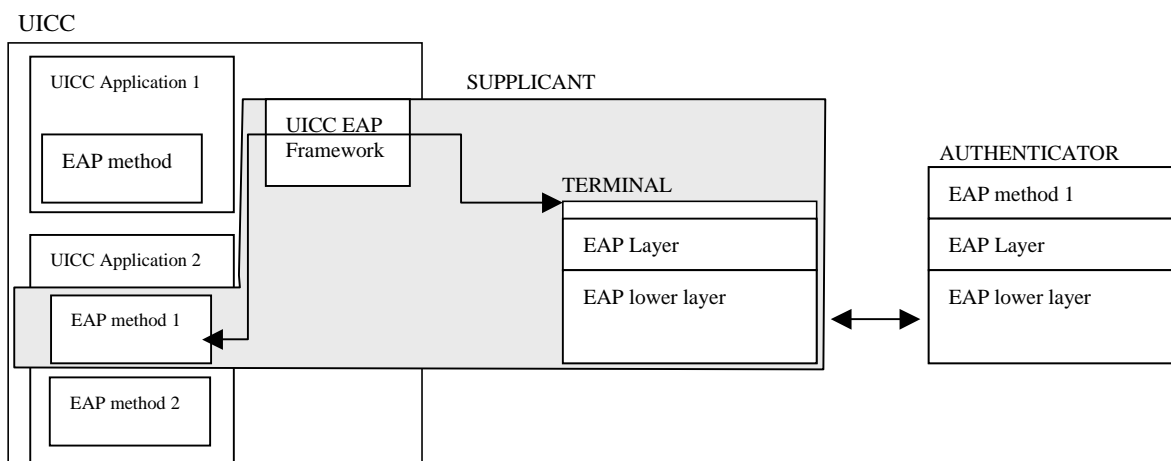 UICC
UICC Application 1
EAP method
UICC Application 2
EAP method 1
EAP method 2
SUPPLICANT
UICC EAP
Framework
TERMINAL
EAP Layer
EAP lower layer
AUTHENTICATOR
EAP method 1
EAP Layer
EAP lower layer